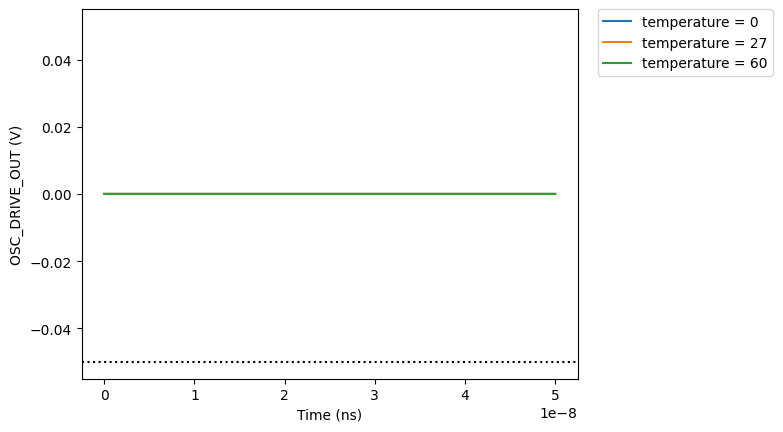 temperature = 0
temperature = 27
temperature = 60
OSC_DRIVE_OUT (V)
0.04
0.02
0.00
−0.02
−0.04
0 1 2 3 4 5
1e−8
Time (ns)